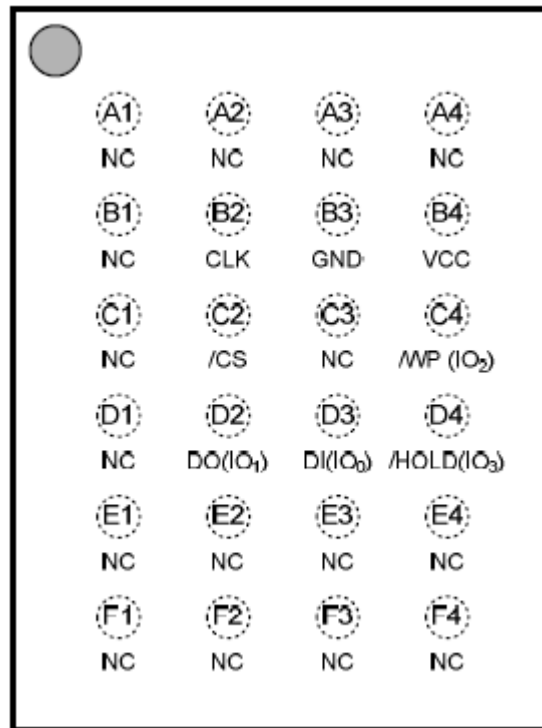 A1 A2 A3 A4
NC NC NC NC
B1 B2 B3 B4
NC CLK GND VCC
C1 C2 C3 C4
NC /CS NC /WP (IO₂)
D1 D2 D3 D4
NC DO(IO₁) DI(IO₀) /HOLD(IO₃)
E1 E2 E3 E4
NC NC NC NC
F1 F2 F3 F4
NC NC NC NC